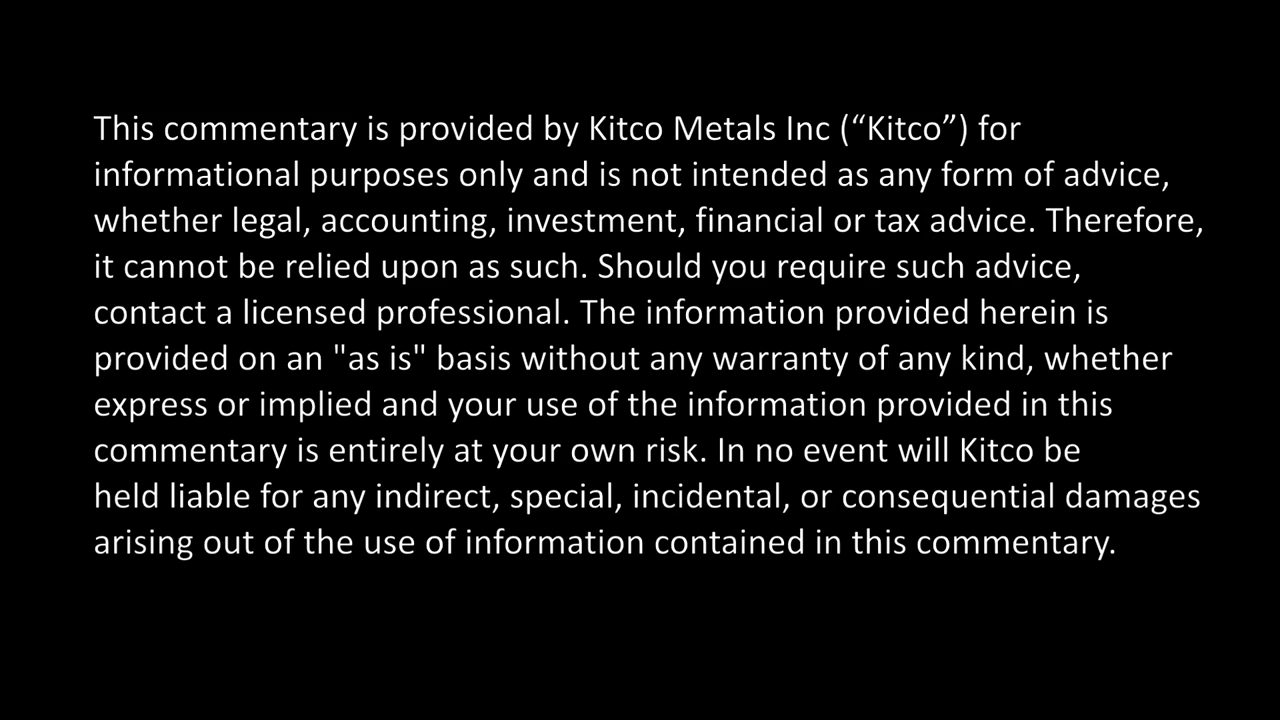 This commentary is provided by Kitco Metals Inc (“Kitco”) for
informational purposes only and is not intended as any form of advice,
whether legal, accounting, investment, financial or tax advice. Therefore,
it cannot be relied upon as such. Should you require such advice,
contact a licensed professional. The information provided herein is
provided on an "as is" basis without any warranty of any kind, whether
express or implied and your use of the information provided in this
commentary is entirely at your own risk. In no event will Kitco be
held liable for any indirect, special, incidental, or consequential damages
arising out of the use of information contained in this commentary.